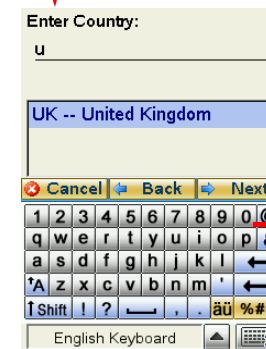 Enter Country:
u
UK -- United Kingdom
Cancel Back Next
1 2 3 4 5 6 7 8 9 0
q w e r t y u i o p
a s d f g h j k l
A z x c v b n m '
Shift ! ? , . äü %#
English Keyboard